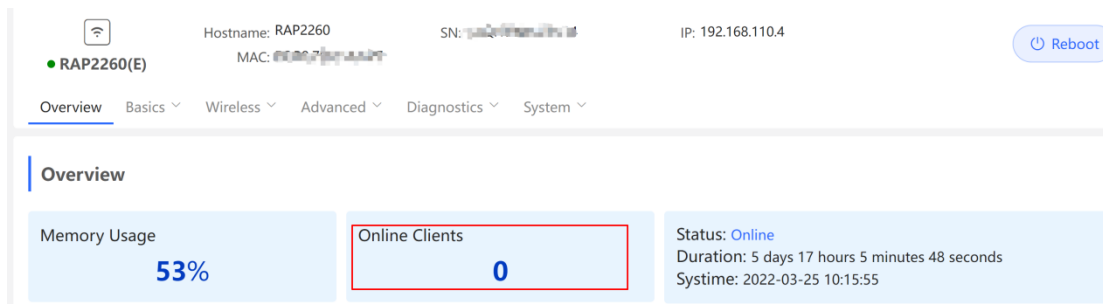 Hostname: RAP2260 SN: IP: 192.168.110.4
Reboot
RAP2260(E) MAC:
Overview Basics Wireless Advanced Diagnostics System
Overview
Memory Usage
53%
Online Clients
0
Status: Online
Duration: 5 days 17 hours 5 minutes 48 seconds
Systime: 2022-03-25 10:15:55